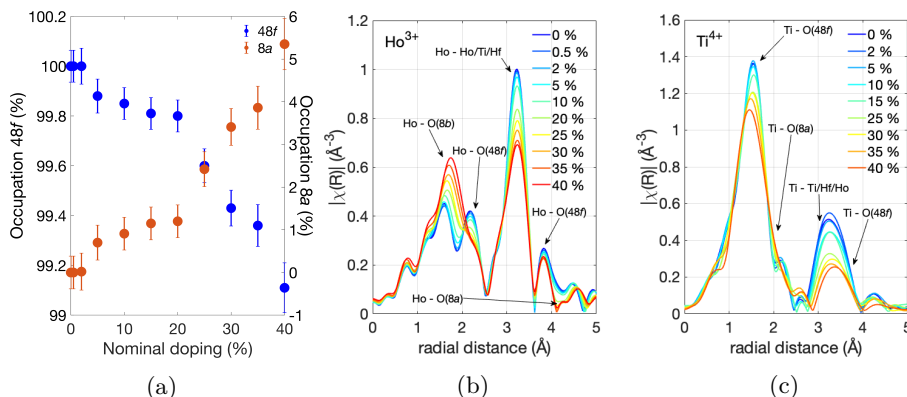 100.2
100
99.8
99.6
99.4
99.2
99
Occupation 48f (%)
48f
8a
6
5
4
3
2
1
0
-1
Occupation 8a (%)
0
10
20
30
40
Nominal doping (%)
(a)
Ho3+
1.2
1
0.8
0.6
0.4
0.2
0
|χ(R)| (Å-3)
Ho - Ho/Ti/Hf
Ho - O(8b)
Ho - O(48f)
Ho - O(48f)
Ho - O(8a)
0 %
0.5 %
2 %
5 %
10 %
20 %
25 %
30 %
35 %
40 %
0
1
2
3
4
5
radial distance (Å)
(b)
Ti4+
1.6
1.4
1.2
1
0.8
0.6
0.4
0.2
0
|χ(R)| (Å-3)
Ti - O(48f)
Ti - O(8a)
Ti - Ti/Hf/Ho
Ti - O(48f)
0 %
2 %
5 %
10 %
15 %
25 %
30 %
35 %
40 %
0
1
2
3
4
5
radial distance (Å)
(c)